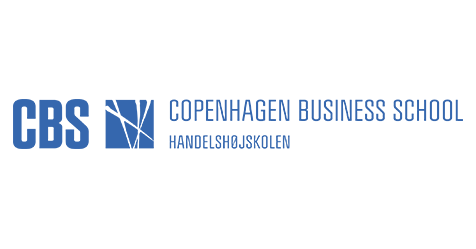 CBS
COPENHAGEN BUSINESS SCHOOL
HANDELSHØJSKOLEN